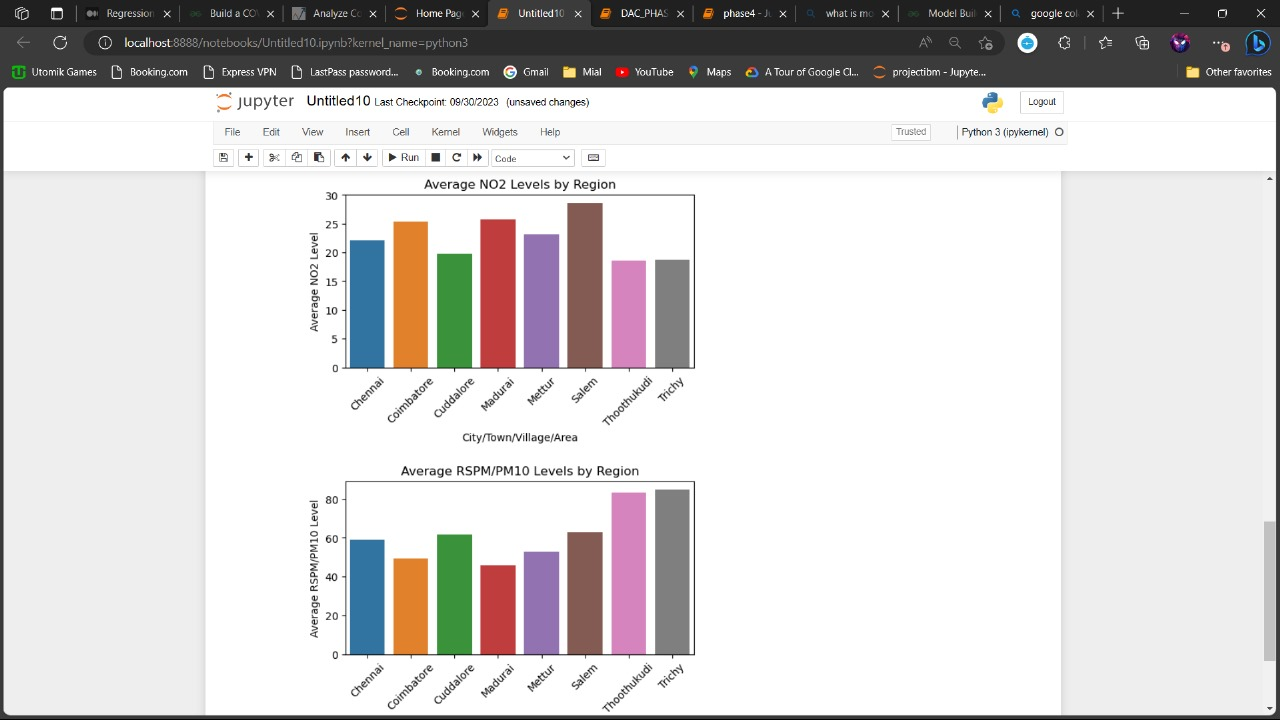 Regression
Build a CO
Analyze Co
Home Pag
Untitled10
DAC_PHAS
phase4 - Ju
what is mo
Model Buil
google col
localhost:8888/notebooks/Untitled10.ipynb?kernel_name=python3
Utomik Games Booking.com Express VPN LastPass password... Booking.com Gmail Mial YouTube Maps A Tour of Google Cl... projectibm - Jupyte... Other favorites
jupyter Untitled10 Last Checkpoint: 09/30/2023 (unsaved changes) Logout
File Edit View Insert Cell Kernel Widgets Help Trusted Python 3 (ipykernel)
Run Code
Average NO2 Levels by Region
Average NO2 Level
30
25
20
15
10
5
0
Chennai Coimbatore Cuddalore Madurai Mettur Salem Thoothukudi Trichy
City/Town/Village/Area
Average RSPM/PM10 Levels by Region
Average RSPM/PM10 Level
80
60
40
20
0
Chennai Coimbatore Cuddalore Madurai Mettur Salem Thoothukudi Trichy